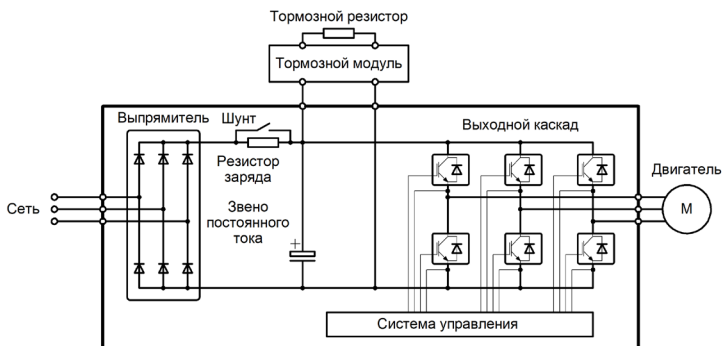 Тормозной резистор
Тормозной модуль
Выпрямитель
Шунт
Выходной каскад
Резистор
заряда
Двигатель
Сеть
Звено
постоянного
тока
M
+
Система управления